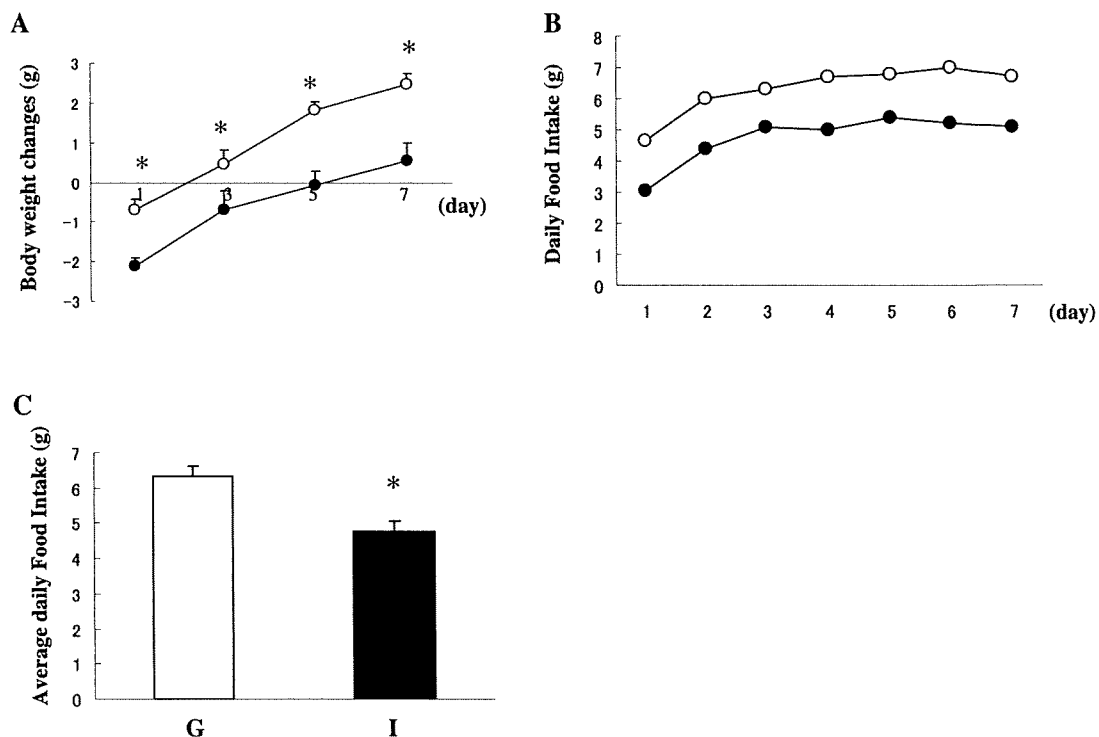 A
Body weight changes (g)
3
2
1
0
-1
-2
-3
* * * *
1 3 5 7
(day)
B
Daily Food Intake (g)
8
7
6
5
4
3
2
1
0
1 2 3 4 5 6 7 (day)
C
Average daily Food Intake (g)
7
6
5
4
3
2
1
0
*
G I